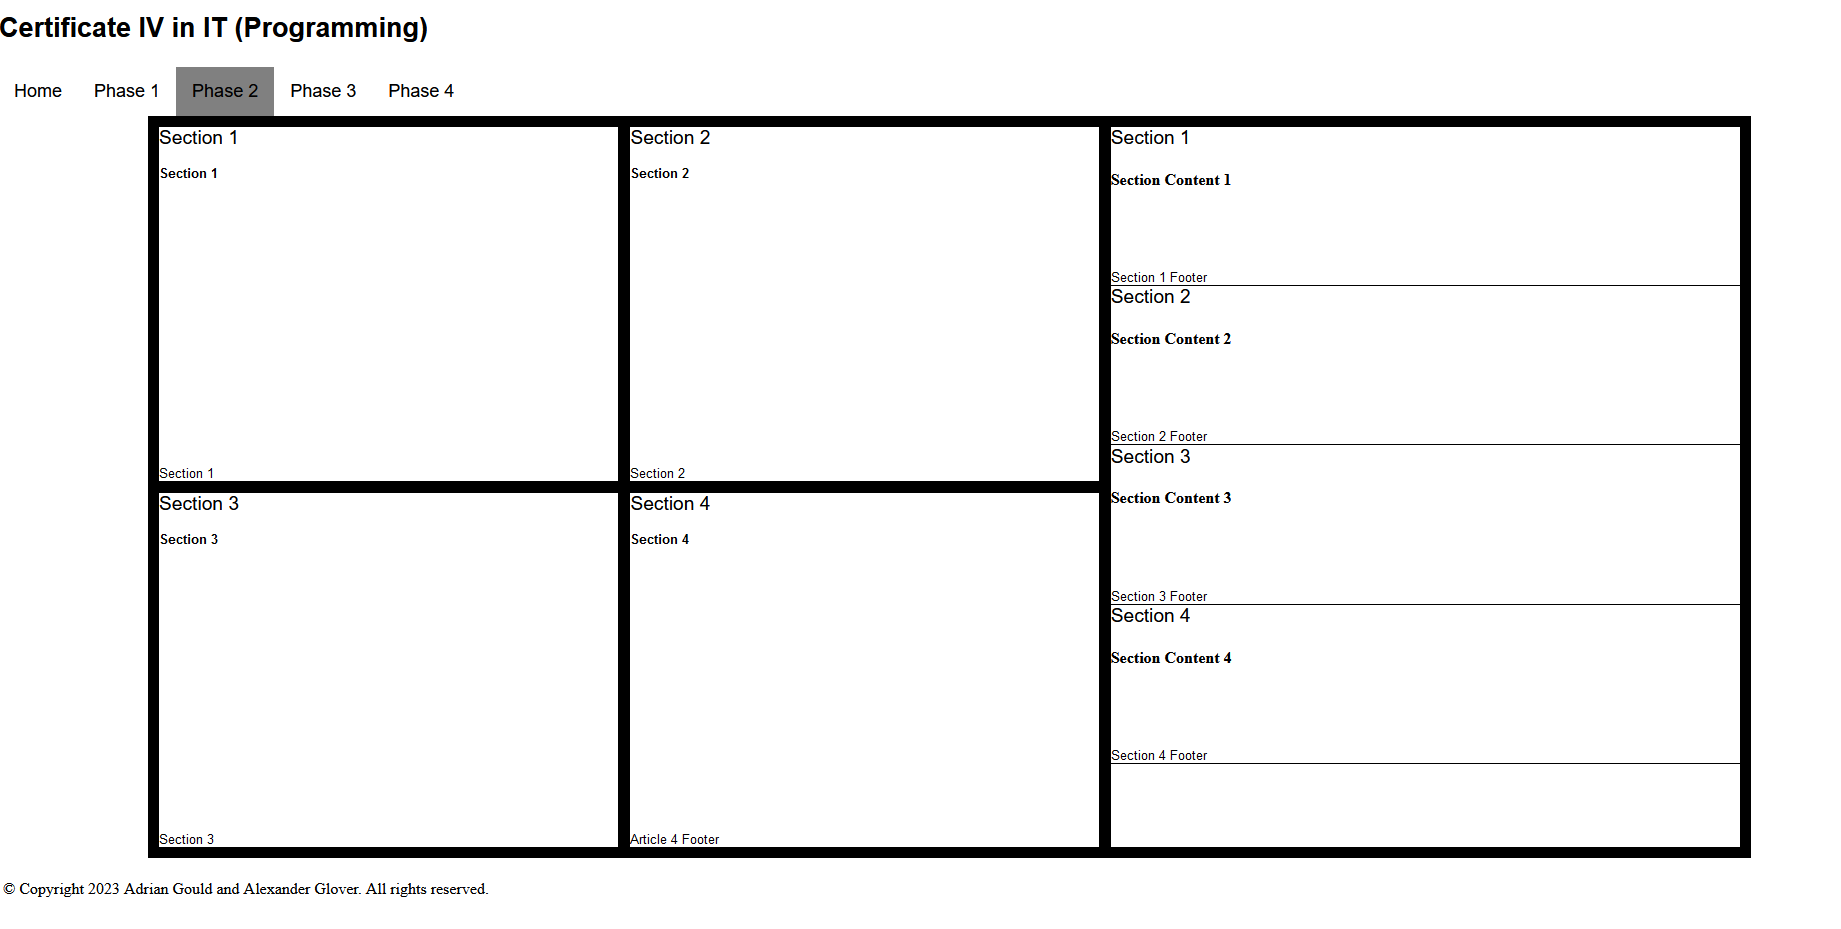 Certificate IV in IT (Programming)
Home Phase 1 Phase 2 Phase 3 Phase 4
Section 1
Section 1
Section 1
Section 2
Section 2
Section 2
Section 3
Section 3
Section 3
Section 4
Section 4
Article 4 Footer
Section 1
Section Content 1
Section 1 Footer
Section 2
Section Content 2
Section 2 Footer
Section 3
Section Content 3
Section 3 Footer
Section 4
Section Content 4
Section 4 Footer
© Copyright 2023 Adrian Gould and Alexander Glover. All rights reserved.